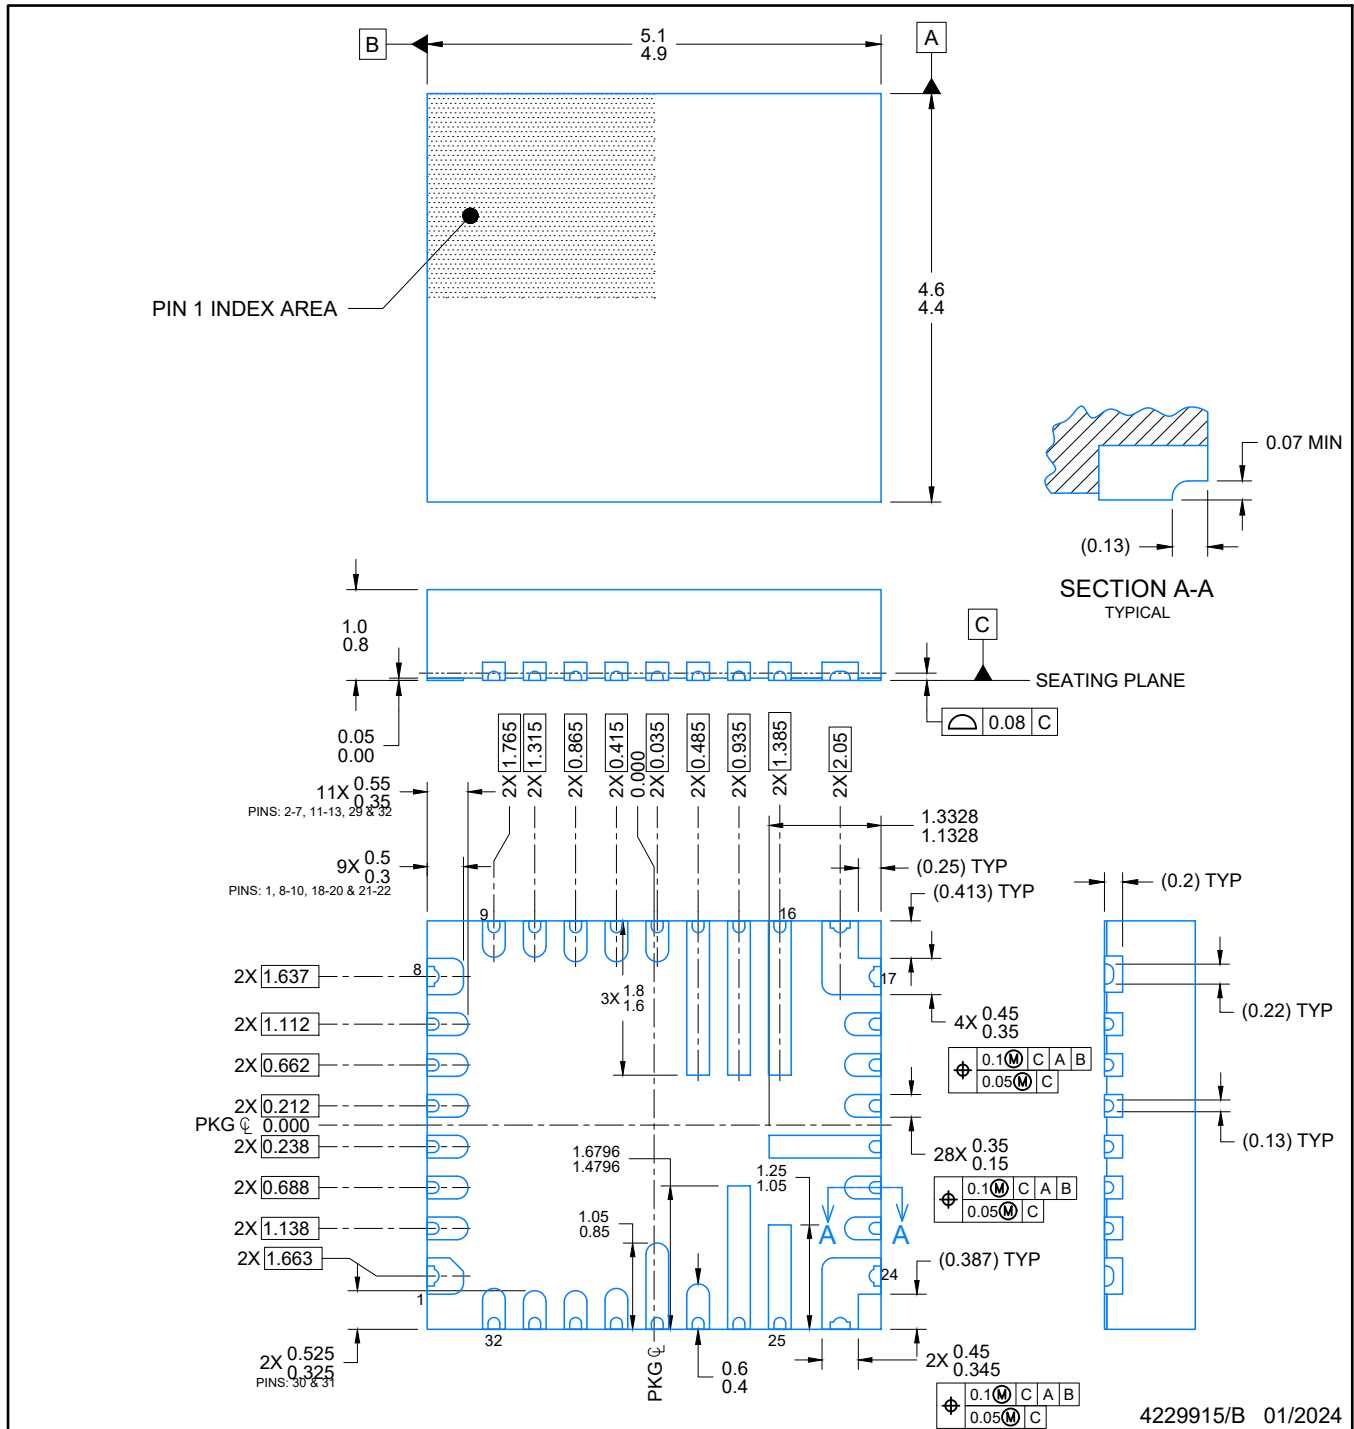 B
5.1
4.9
A
PIN 1 INDEX AREA
4.6
4.4
0.07 MIN
(0.13)
SECTION A-A
TYPICAL
1.0
0.8
C
SEATING PLANE
0.08 C
0.05
0.00
2X 1.765
2X 1.315
2X 0.865
2X 0.415
0.000
2X 0.035
2X 0.485
2X 0.935
2X 1.385
2X 2.05
11X 0.55
0.35
PINS: 2-7, 11-13, 29 & 32
1.3328
1.1328
9X 0.5
0.3
PINS: 1, 8-10, 18-20 & 21-22
(0.25) TYP
(0.413) TYP
(0.2) TYP
9
16
8
17
2X 1.637
3X 1.8
1.6
(0.22) TYP
2X 1.112
4X 0.45
0.35
0.1 Ⓜ C A B
0.05 Ⓜ C
2X 0.662
2X 0.212
PKG ℄ 0.000
2X 0.238
(0.13) TYP
28X 0.35
0.15
0.1 Ⓜ C A B
0.05 Ⓜ C
1.6796
1.4796
1.25
1.05
2X 0.688
1.05
0.85
2X 1.138
A A
2X 1.663
(0.387) TYP
1
24
32
25
2X 0.525
0.325
PINS: 30 & 31
PKG ℄
0.6
0.4
2X 0.45
0.345
0.1 Ⓜ C A B
0.05 Ⓜ C
4229915/B 01/2024